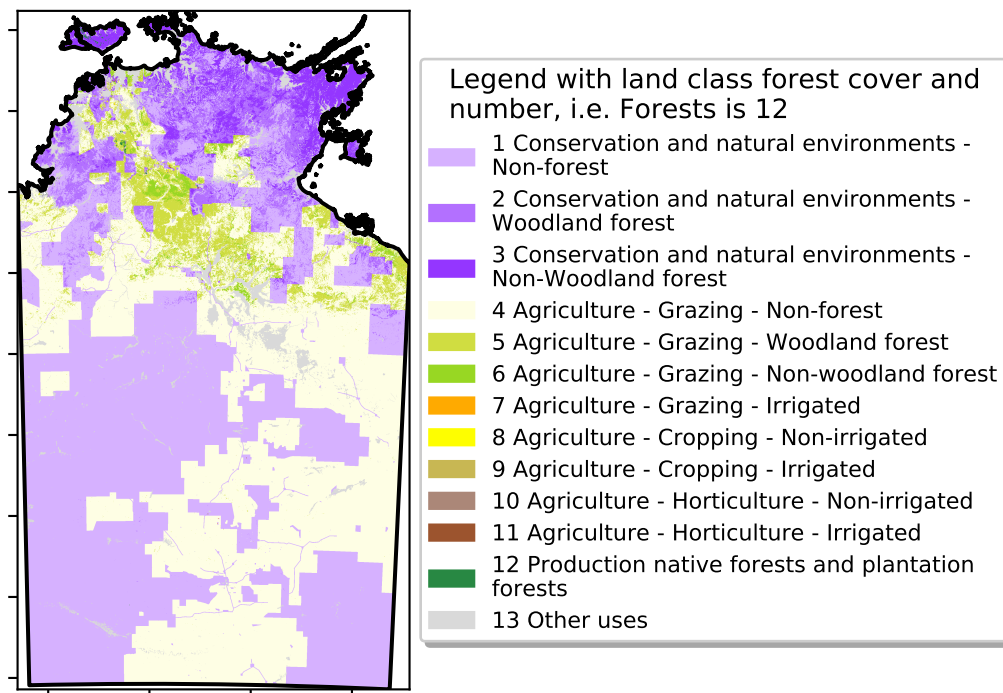 Legend with land class forest cover and
number, i.e. Forests is 12
1 Conservation and natural environments -
Non-forest
2 Conservation and natural environments -
Woodland forest
3 Conservation and natural environments -
Non-Woodland forest
4 Agriculture - Grazing - Non-forest
5 Agriculture - Grazing - Woodland forest
6 Agriculture - Grazing - Non-woodland forest
7 Agriculture - Grazing - Irrigated
8 Agriculture - Cropping - Non-irrigated
9 Agriculture - Cropping - Irrigated
10 Agriculture - Horticulture - Non-irrigated
11 Agriculture - Horticulture - Irrigated
12 Production native forests and plantation
forests
13 Other uses